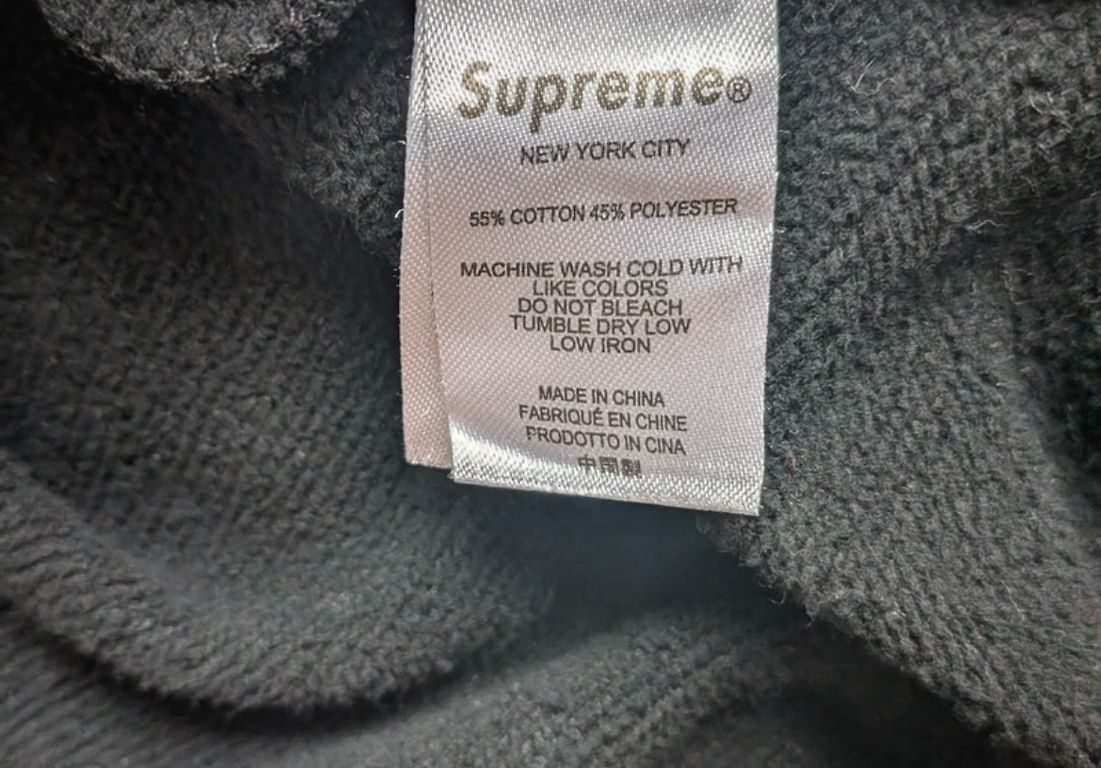 Supreme®
NEW YORK CITY
55% COTTON 45% POLYESTER
MACHINE WASH COLD WITH
LIKE COLORS
DO NOT BLEACH
TUMBLE DRY LOW
LOW IRON
MADE IN CHINA
FABRIQUÉ EN CHINE
PRODOTTO IN CINA
中国製